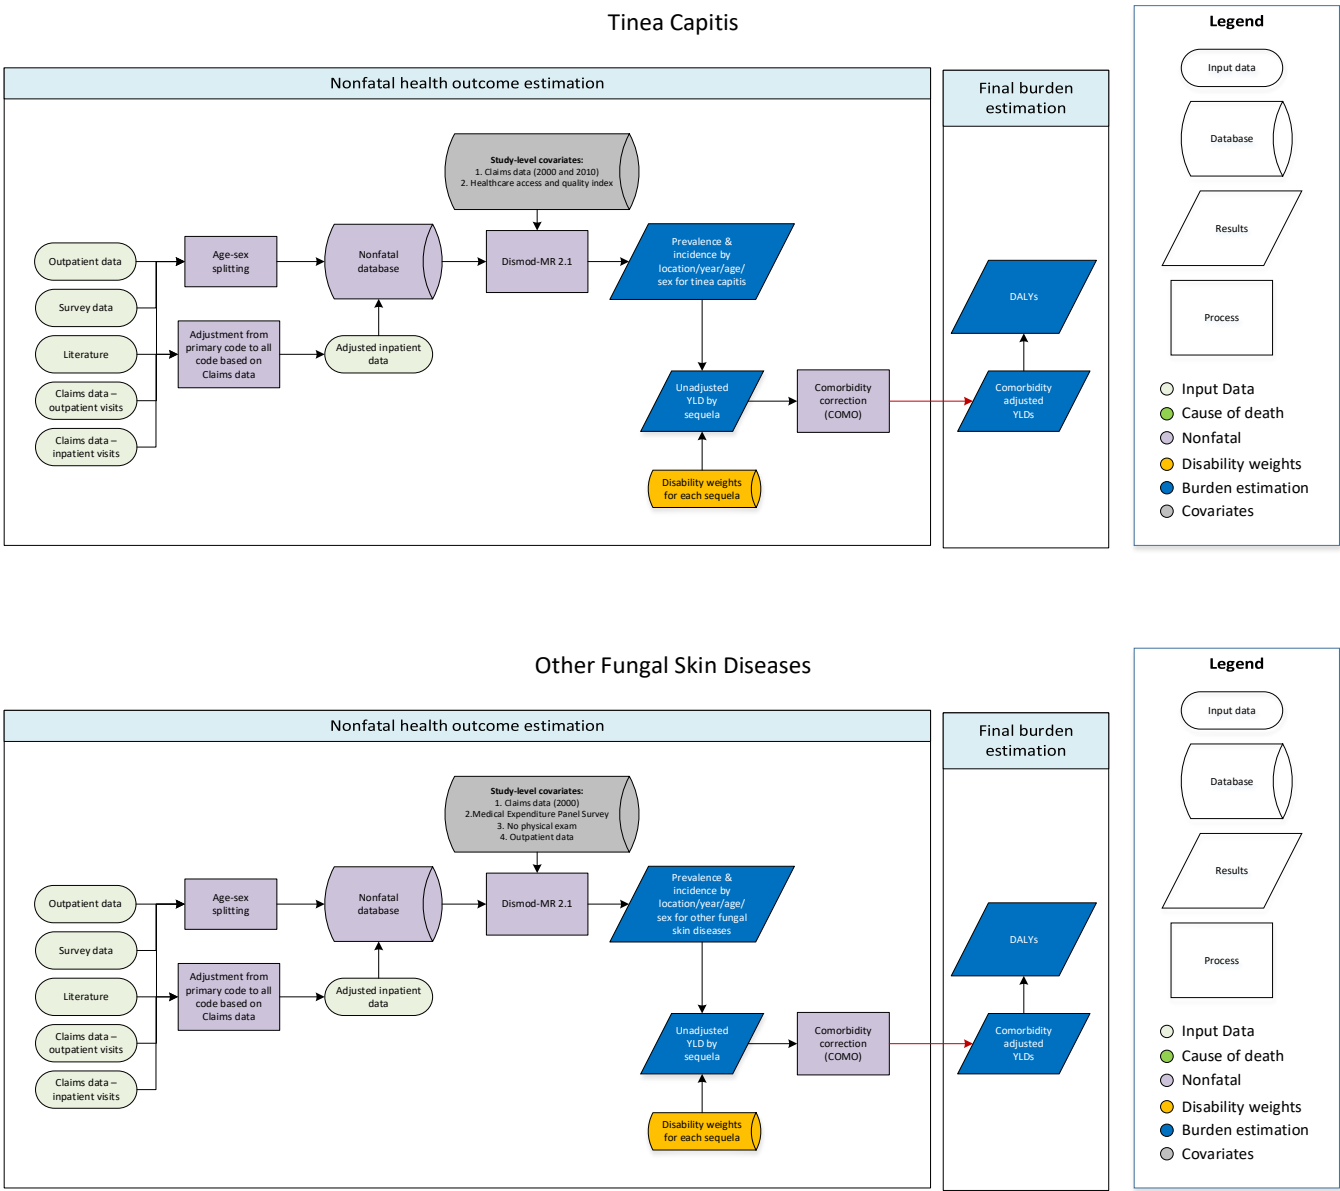 Tinea Capitis
Nonfatal health outcome estimation
Final burden
estimation
Study-level covariates:
1. Claims data (2000 and 2010)
2. Healthcare access and quality index
Outpatient data
Survey data
Literature
Claims data –
outpatient visits
Claims data –
inpatient visits
Age-sex
splitting
Adjustment from
primary code to all
code based on
Claims data
Nonfatal
database
Adjusted inpatient
data
Dismod-MR 2.1
Prevalence &
incidence by
location/year/age/
sex for tinea capitis
Unadjusted
YLD by
sequela
Disability weights
for each sequela
Comorbidity
correction
(COMO)
DALYs
Comorbidity
adjusted
YLDs
Legend
Input data
Database
Results
Process
Input Data
Cause of death
Nonfatal
Disability weights
Burden estimation
Covariates
Other Fungal Skin Diseases
Nonfatal health outcome estimation
Final burden
estimation
Study-level covariates:
1. Claims data (2000)
2.Medical Expenditure Panel Survey
3. No physical exam
4. Outpatient data
Outpatient data
Survey data
Literature
Claims data –
outpatient visits
Claims data –
inpatient visits
Age-sex
splitting
Adjustment from
primary code to all
code based on
Claims data
Nonfatal
database
Adjusted inpatient
data
Dismod-MR 2.1
Prevalence &
incidence by
location/year/age/
sex for other fungal
skin diseases
Unadjusted
YLD by
sequela
Disability weights
for each sequela
Comorbidity
correction
(COMO)
DALYs
Comorbidity
adjusted
YLDs
Legend
Input data
Database
Results
Process
Input Data
Cause of death
Nonfatal
Disability weights
Burden estimation
Covariates